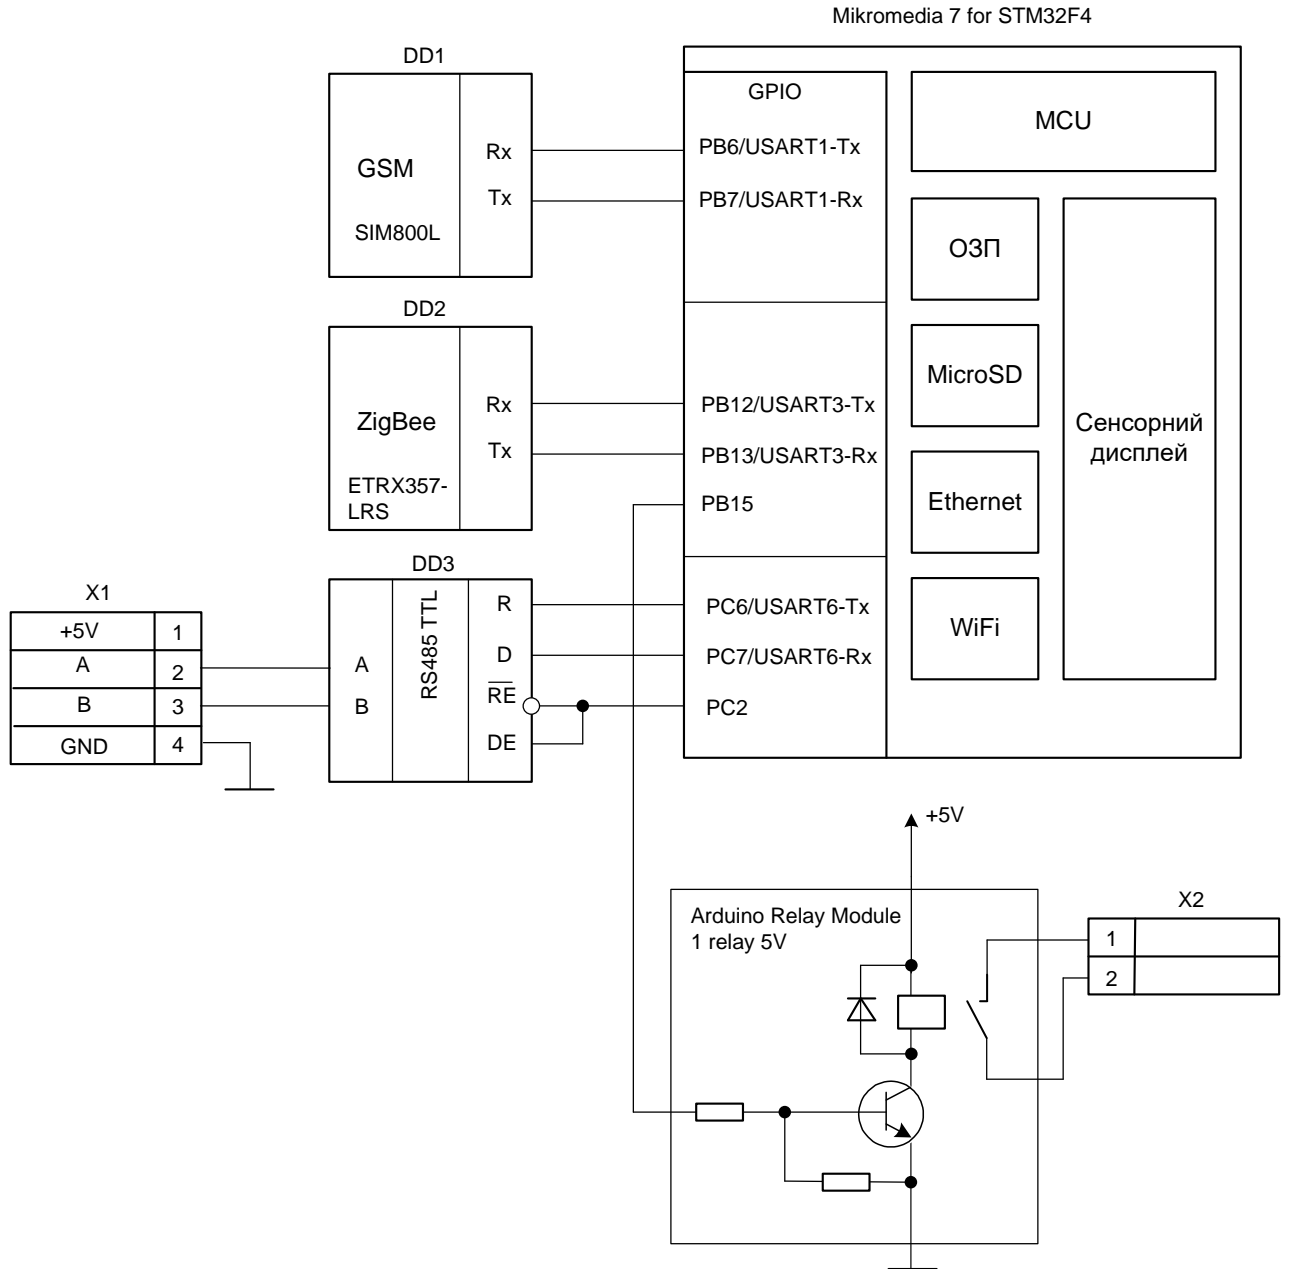 Mikromedia 7 for STM32F4
DD1
GSM
SIM800L
Rx
Tx
GPIO
PB6/USART1-Tx
PB7/USART1-Rx
MCU
ОЗП
MicroSD
Ethernet
WiFi
Сенсорний
дисплей
DD2
ZigBee
ETRX357-
LRS
Rx
Tx
PB12/USART3-Tx
PB13/USART3-Rx
PB15
DD3
A
B
RS485 TTL
R
D
RE
DE
PC6/USART6-Tx
PC7/USART6-Rx
PC2
X1
+5V 1
A 2
B 3
GND 4
+5V
Arduino Relay Module
1 relay 5V
X2
1
2